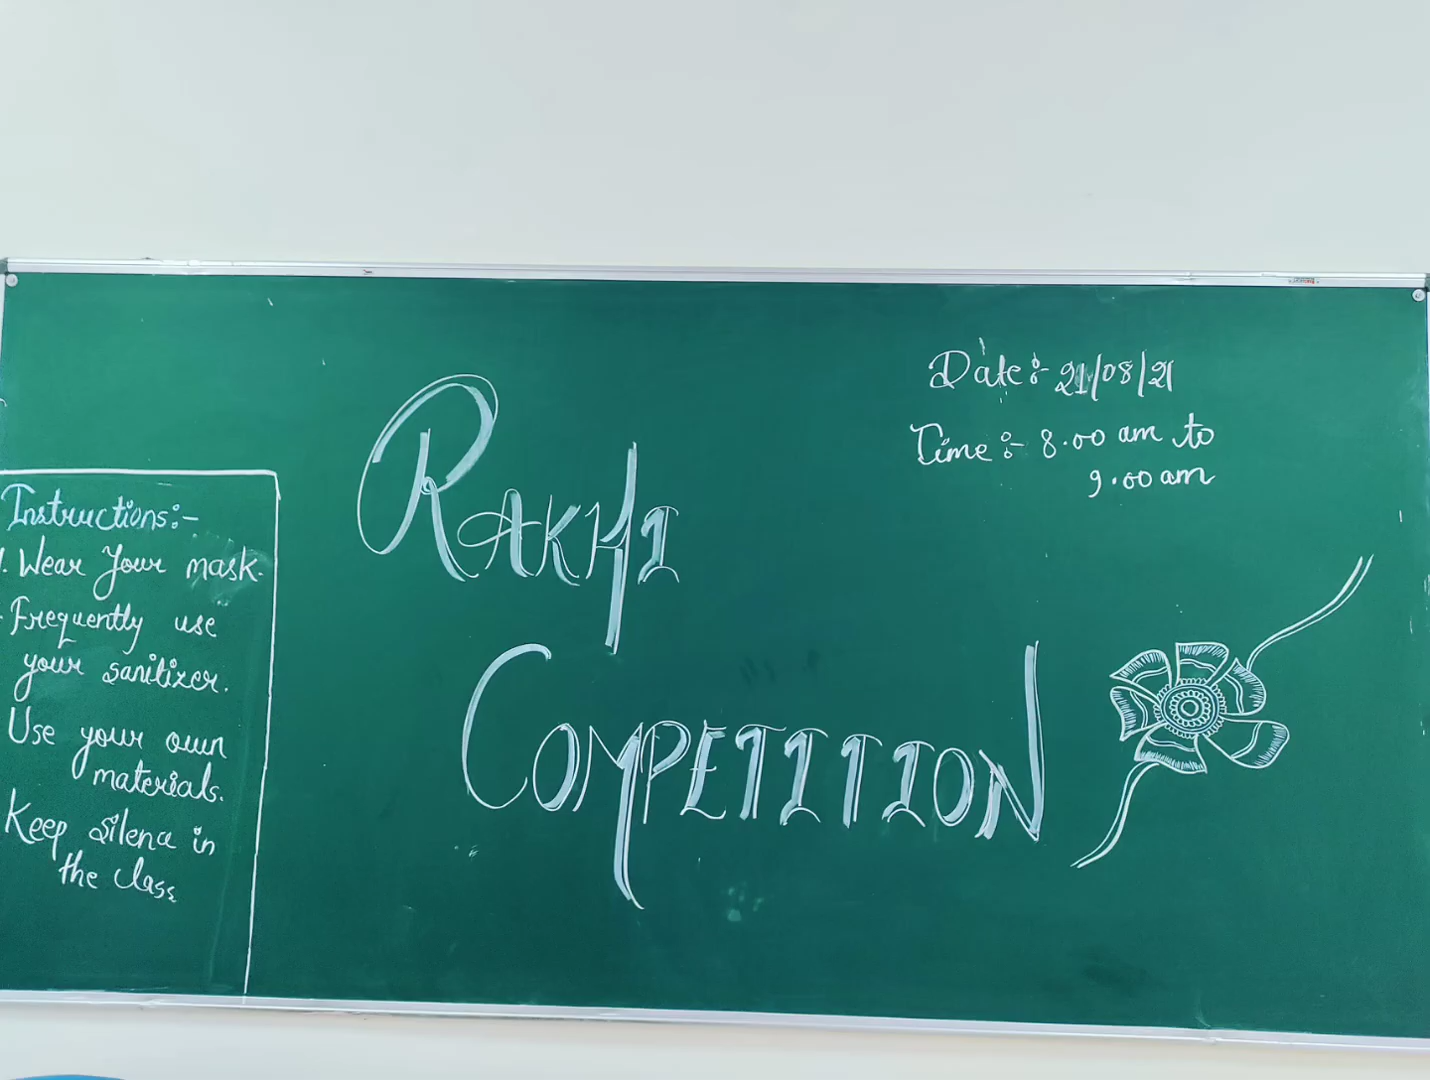 Date:- 21/08/21
Time:- 8.00 am to
9.00 am
RAKHI
COMPETITION
Instructions:-
1. Wear Your mask.
Frequently use
your sanitizer.
Use your own
materials.
Keep silence in
the class